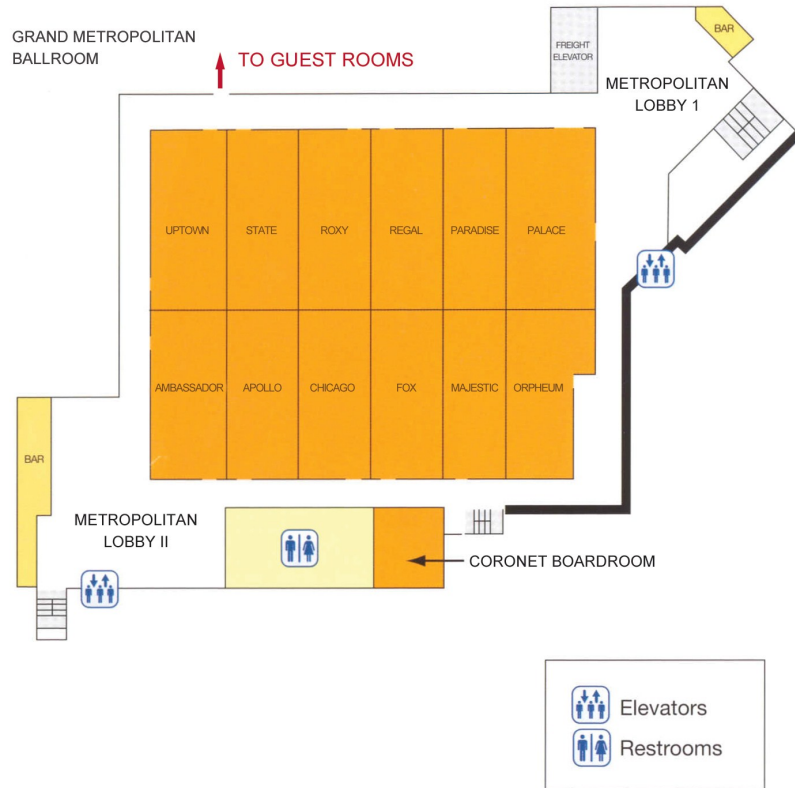 GRAND METROPOLITAN
BALLROOM
TO GUEST ROOMS
FREIGHT
ELEVATOR
BAR
METROPOLITAN
LOBBY 1
UPTOWN
STATE
ROXY
REGAL
PARADISE
PALACE
AMBASSADOR
APOLLO
CHICAGO
FOX
MAJESTIC
ORPHEUM
BAR
METROPOLITAN
LOBBY II
CORONET BOARDROOM
Elevators
Restrooms